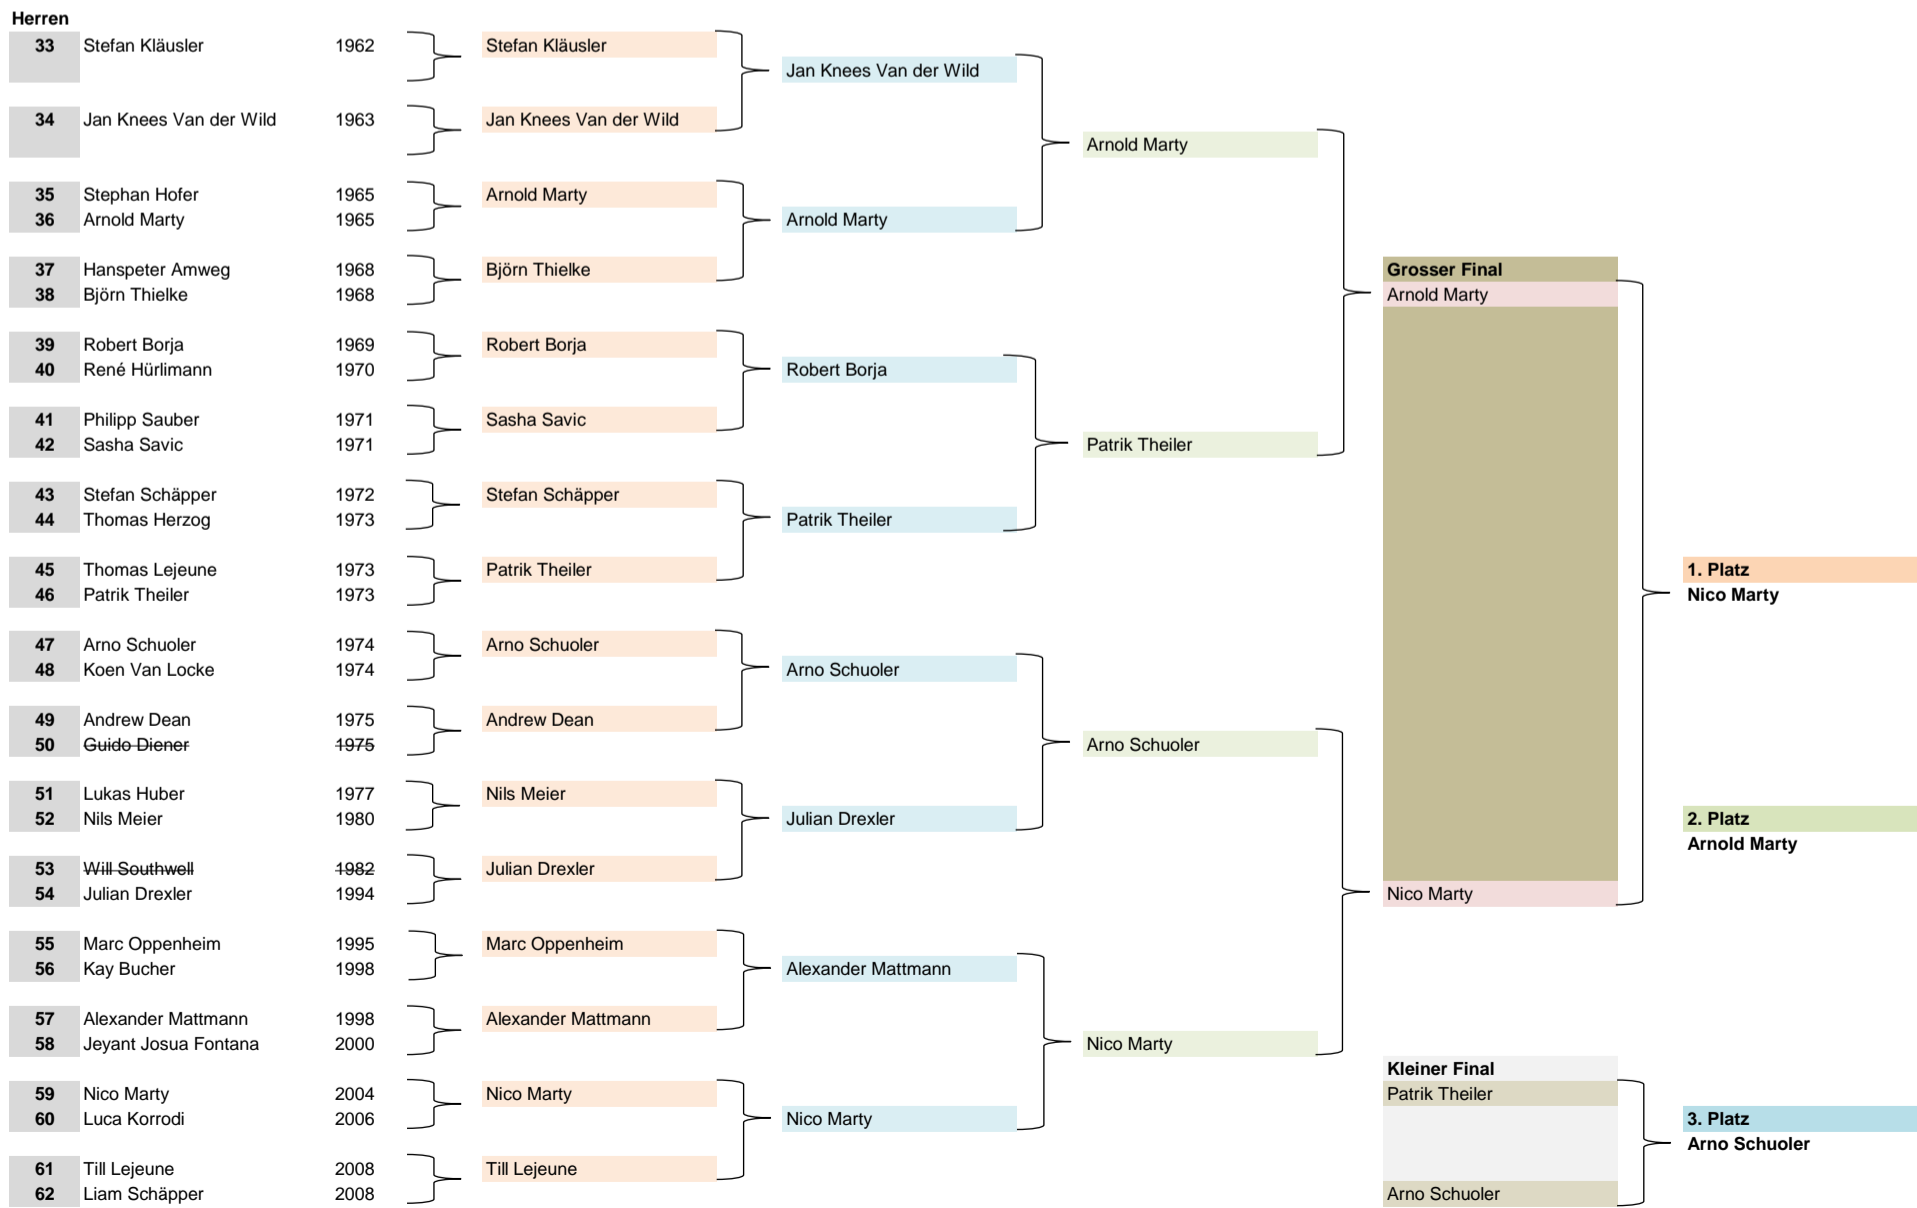 Herren
33 Stefan Kläusler 1962
34 Jan Knees Van der Wild 1963
35 Stephan Hofer 1965
36 Arnold Marty 1965
37 Hanspeter Amweg 1968
38 Björn Thielke 1968
39 Robert Borja 1969
40 René Hürlimann 1970
41 Philipp Sauber 1971
42 Sasha Savic 1971
43 Stefan Schäpper 1972
44 Thomas Herzog 1973
45 Thomas Lejeune 1973
46 Patrik Theiler 1973
47 Arno Schuoler 1974
48 Koen Van Locke 1974
49 Andrew Dean 1975
50 Guido Diener 1975
51 Lukas Huber 1977
52 Nils Meier 1980
53 Will Southwell 1982
54 Julian Drexler 1994
55 Marc Oppenheim 1995
56 Kay Bucher 1998
57 Alexander Mattmann 1998
58 Jeyant Josua Fontana 2000
59 Nico Marty 2004
60 Luca Korrodi 2006
61 Till Lejeune 2008
62 Liam Schäpper 2008
Stefan Kläusler
Jan Knees Van der Wild
Arnold Marty
Björn Thielke
Robert Borja
Sasha Savic
Stefan Schäpper
Patrik Theiler
Arno Schuoler
Andrew Dean
Nils Meier
Julian Drexler
Marc Oppenheim
Alexander Mattmann
Nico Marty
Till Lejeune
Jan Knees Van der Wild
Arnold Marty
Robert Borja
Patrik Theiler
Arno Schuoler
Julian Drexler
Alexander Mattmann
Nico Marty
Arnold Marty
Patrik Theiler
Arno Schuoler
Nico Marty
Grosser Final
Arnold Marty
Nico Marty
Kleiner Final
Patrik Theiler
Arno Schuoler
1. Platz
Nico Marty
2. Platz
Arnold Marty
3. Platz
Arno Schuoler